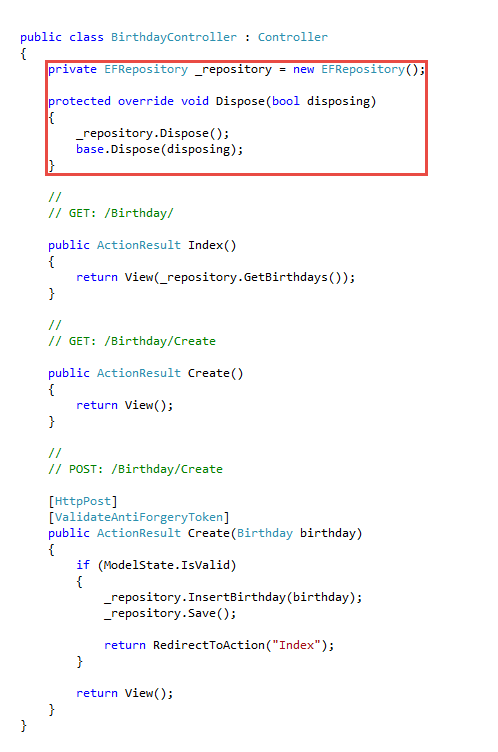 public class BirthdayController : Controller
{
    private EFRepository _repository = new EFRepository();

    protected override void Dispose(bool disposing)
    {
        _repository.Dispose();
        base.Dispose(disposing);
    }

    //
    // GET: /Birthday/

    public ActionResult Index()
    {
        return View(_repository.GetBirthdays());
    }

    //
    // GET: /Birthday/Create

    public ActionResult Create()
    {
        return View();
    }

    //
    // POST: /Birthday/Create

    [HttpPost]
    [ValidateAntiForgeryToken]
    public ActionResult Create(Birthday birthday)
    {
        if (ModelState.IsValid)
        {
            _repository.InsertBirthday(birthday);
            _repository.Save();

            return RedirectToAction("Index");
        }

        return View();
    }
}